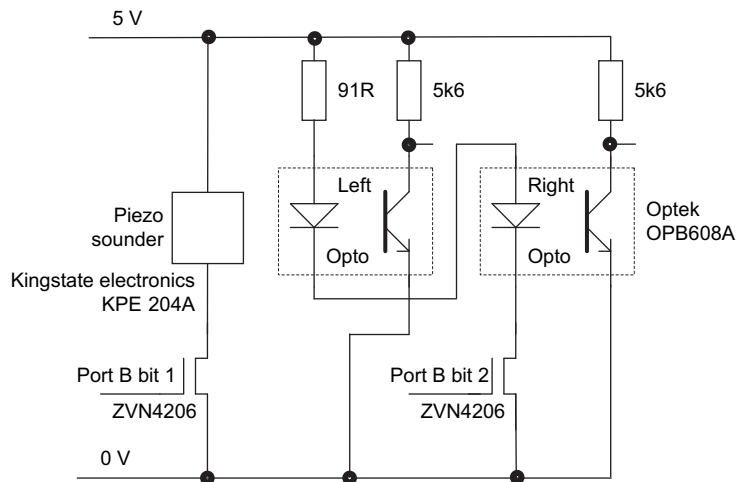 5 V
91R
5k6
5k6
Left
Opto
Right
Opto
Optek
OPB608A
Piezo
sounder
Kingstate electronics
KPE 204A
Port B bit 1
ZVN4206
Port B bit 2
ZVN4206
0 V